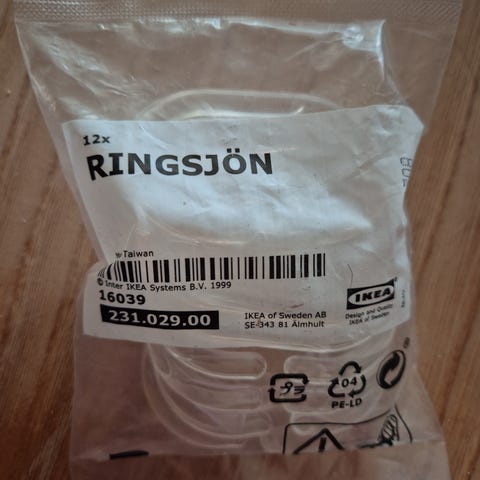 12x
RINGSJÖN
Taiwan
© Inter IKEA Systems B.V. 1999
16039
231.029.00
IKEA of Sweden AB
SE-343 81 Älmhult
IKEA
Design and Quality
IKEA of Sweden
04
PE-LD